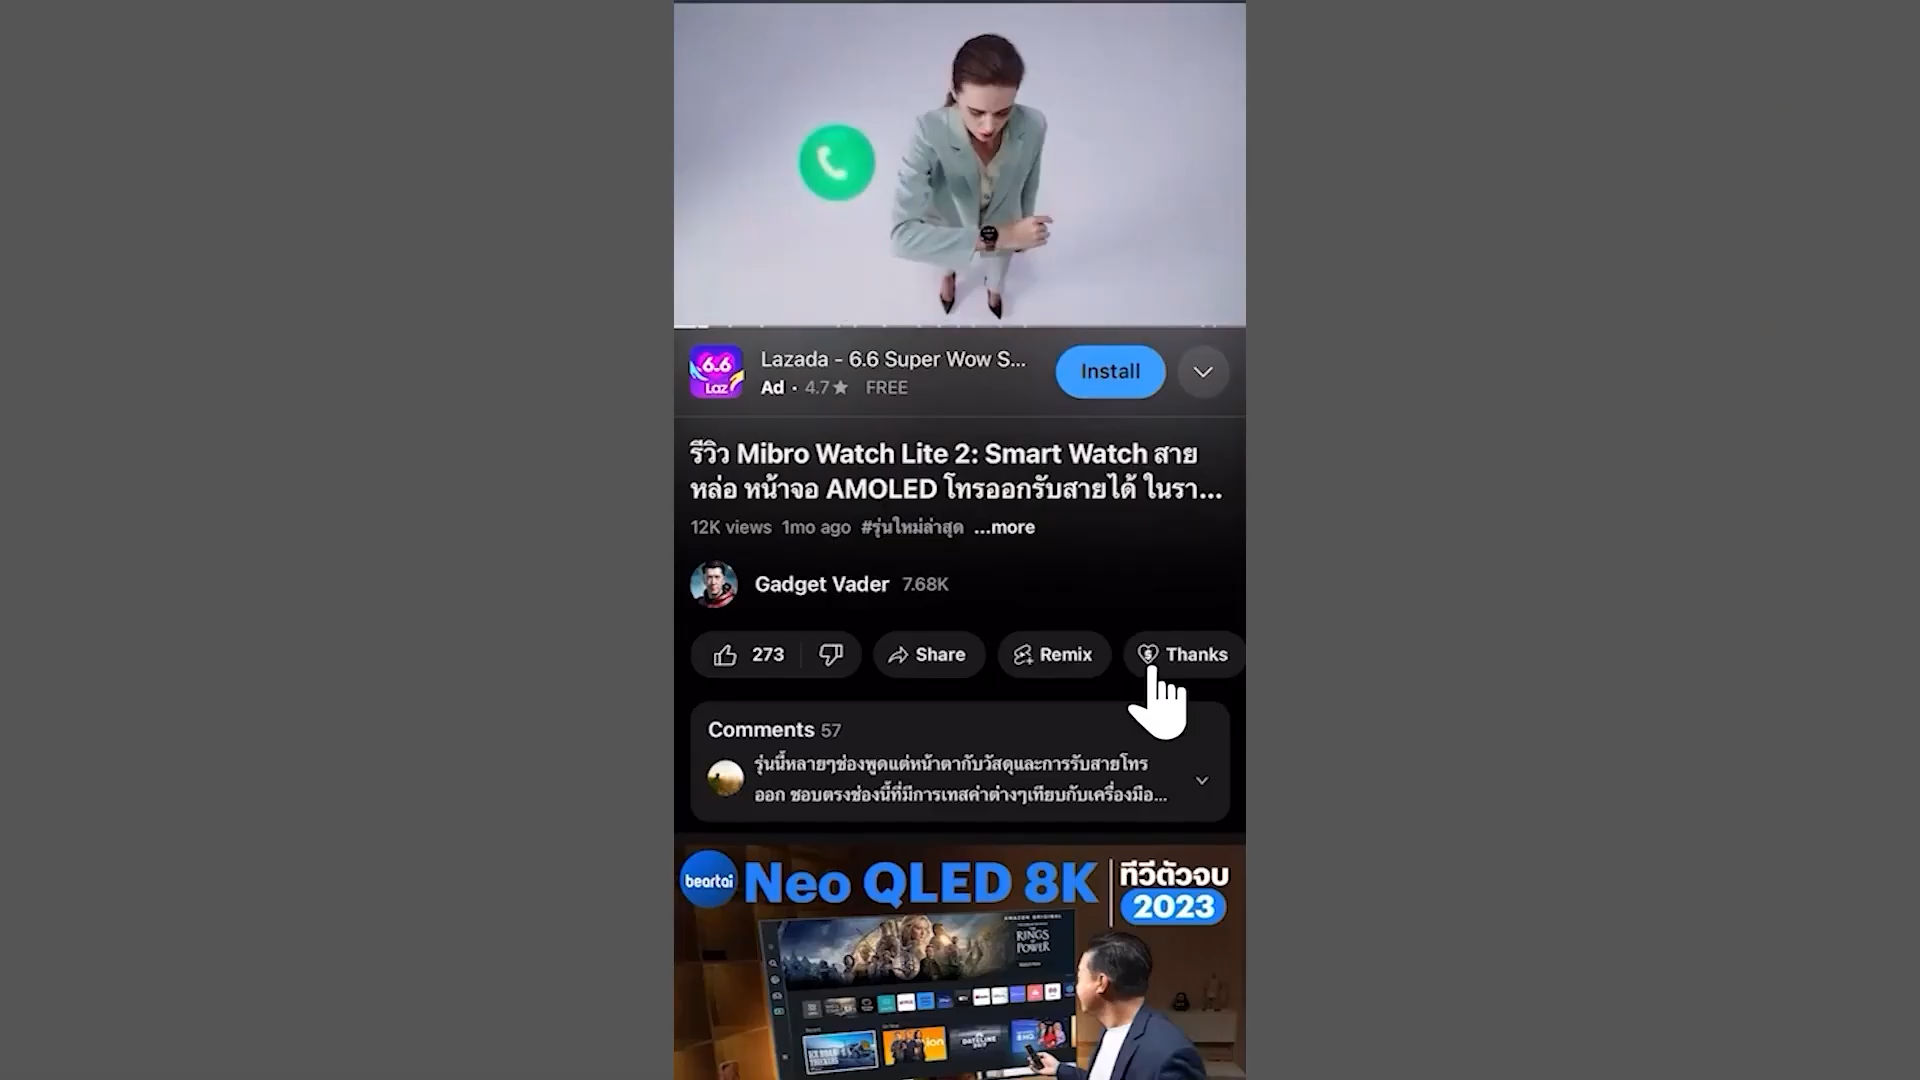 6.6
Laz
Lazada - 6.6 Super Wow S...
Ad · 4.7★ FREE
Install
รีวิว Mibro Watch Lite 2: Smart Watch สาย
หล่อ หน้าจอ AMOLED โทรออกรับสายได้ ในรา...
12K views 1mo ago #รุ่นใหม่ล่าสุด ...more
Gadget Vader 7.68K
273
Share
Remix
Thanks
Comments 57
รุ่นนี้หลายๆช่องพูดแต่หน้าตากับวัสดุและการรับสายโทร
ออก ชอบตรงช่องนี้ที่มีการเทสค่าต่างๆเทียบกับเครื่องมือ...
beartai
Neo QLED 8K
ทีวีตัวจบ
2023
AMAZON ORIGINAL
RINGS
OF
POWER
DATELINE
24/7